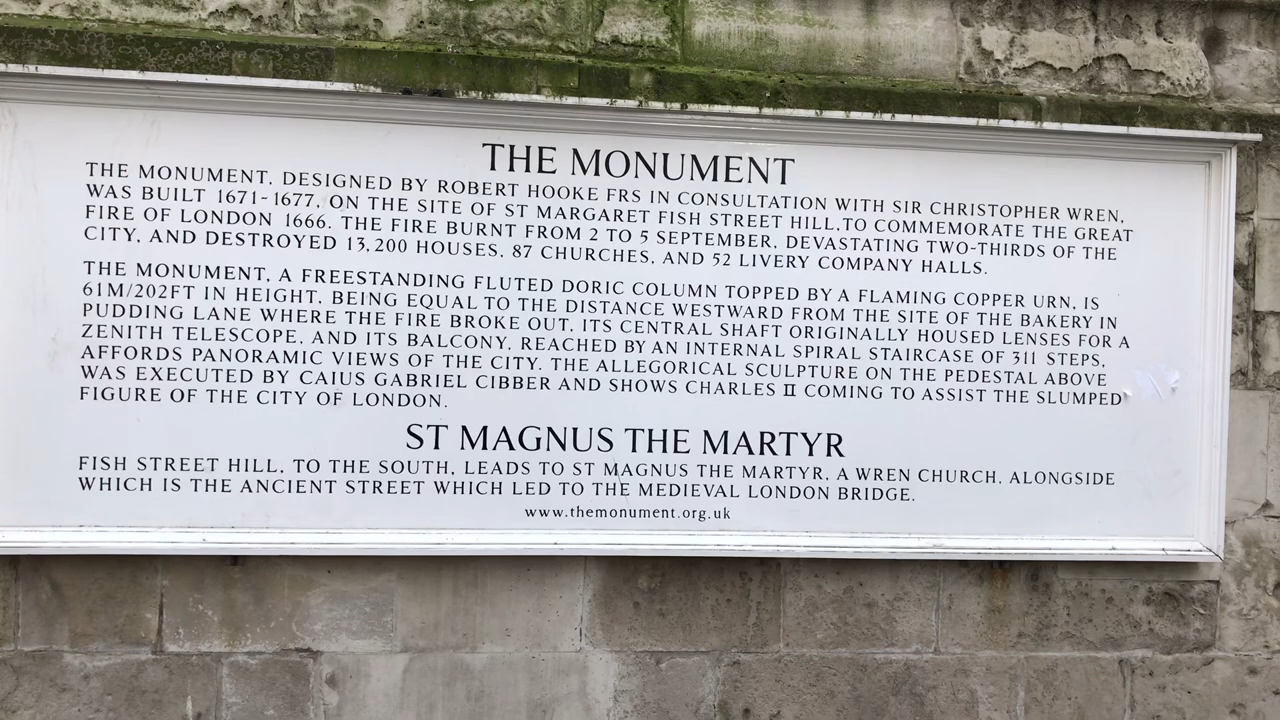 THE MONUMENT
THE MONUMENT, DESIGNED BY ROBERT HOOKE FRS IN CONSULTATION WITH SIR CHRISTOPHER WREN,
WAS BUILT 1671-1677, ON THE SITE OF ST MARGARET FISH STREET HILL, TO COMMEMORATE THE GREAT
FIRE OF LONDON 1666. THE FIRE BURNT FROM 2 TO 5 SEPTEMBER, DEVASTATING TWO-THIRDS OF THE
CITY, AND DESTROYED 13,200 HOUSES, 87 CHURCHES, AND 52 LIVERY COMPANY HALLS.
THE MONUMENT, A FREESTANDING FLUTED DORIC COLUMN TOPPED BY A FLAMING COPPER URN, IS
61M/202FT IN HEIGHT, BEING EQUAL TO THE DISTANCE WESTWARD FROM THE SITE OF THE BAKERY IN
PUDDING LANE WHERE THE FIRE BROKE OUT. ITS CENTRAL SHAFT ORIGINALLY HOUSED LENSES FOR A
ZENITH TELESCOPE, AND ITS BALCONY, REACHED BY AN INTERNAL SPIRAL STAIRCASE OF 311 STEPS,
AFFORDS PANORAMIC VIEWS OF THE CITY. THE ALLEGORICAL SCULPTURE ON THE PEDESTAL ABOVE
WAS EXECUTED BY CAIUS GABRIEL CIBBER AND SHOWS CHARLES II COMING TO ASSIST THE SLUMPED
FIGURE OF THE CITY OF LONDON.
ST MAGNUS THE MARTYR
FISH STREET HILL, TO THE SOUTH, LEADS TO ST MAGNUS THE MARTYR, A WREN CHURCH, ALONGSIDE
WHICH IS THE ANCIENT STREET WHICH LED TO THE MEDIEVAL LONDON BRIDGE.
www.themonument.org.uk